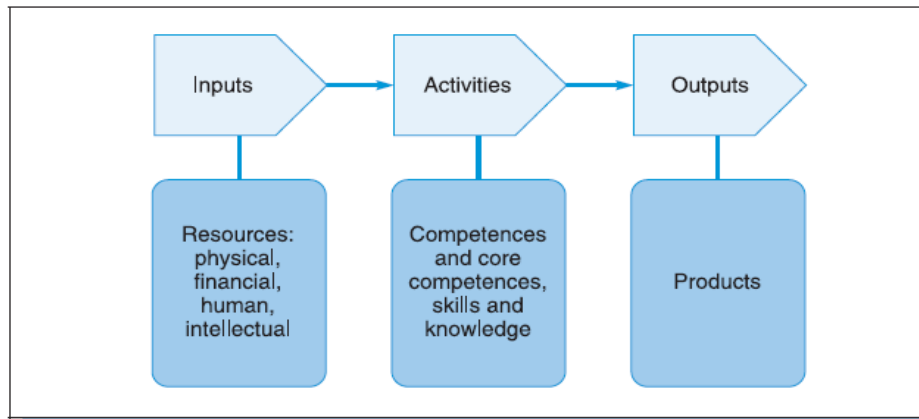 Inputs
Activities
Outputs
Resources:
physical,
financial,
human,
intellectual
Competences
and core
competences,
skills and
knowledge
Products